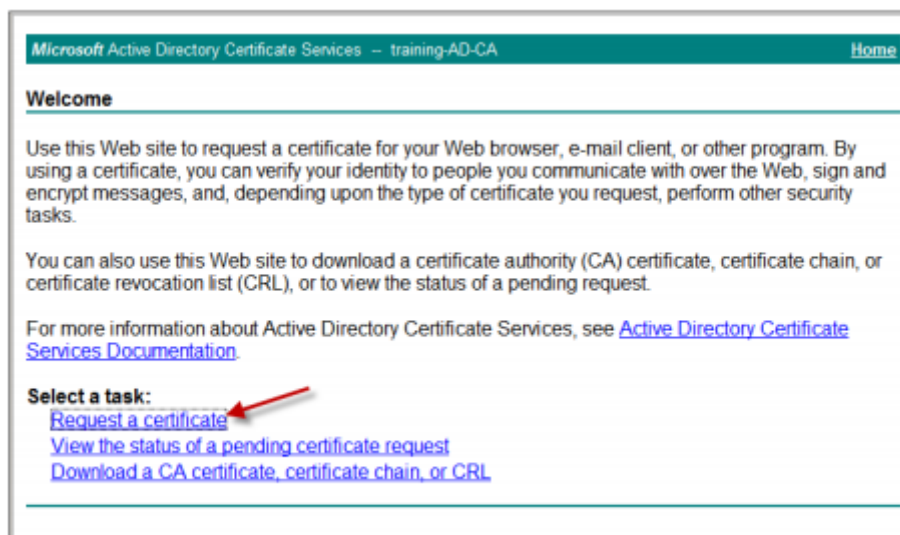 Microsoft Active Directory Certificate Services -- training-AD-CA Home
Welcome
Use this Web site to request a certificate for your Web browser, e-mail client, or other program. By
using a certificate, you can verify your identity to people you communicate with over the Web, sign and
encrypt messages, and, depending upon the type of certificate you request, perform other security
tasks.
You can also use this Web site to download a certificate authority (CA) certificate, certificate chain, or
certificate revocation list (CRL), or to view the status of a pending request.
For more information about Active Directory Certificate Services, see Active Directory Certificate
Services Documentation.
Select a task:
Request a certificate
View the status of a pending certificate request
Download a CA certificate, certificate chain, or CRL